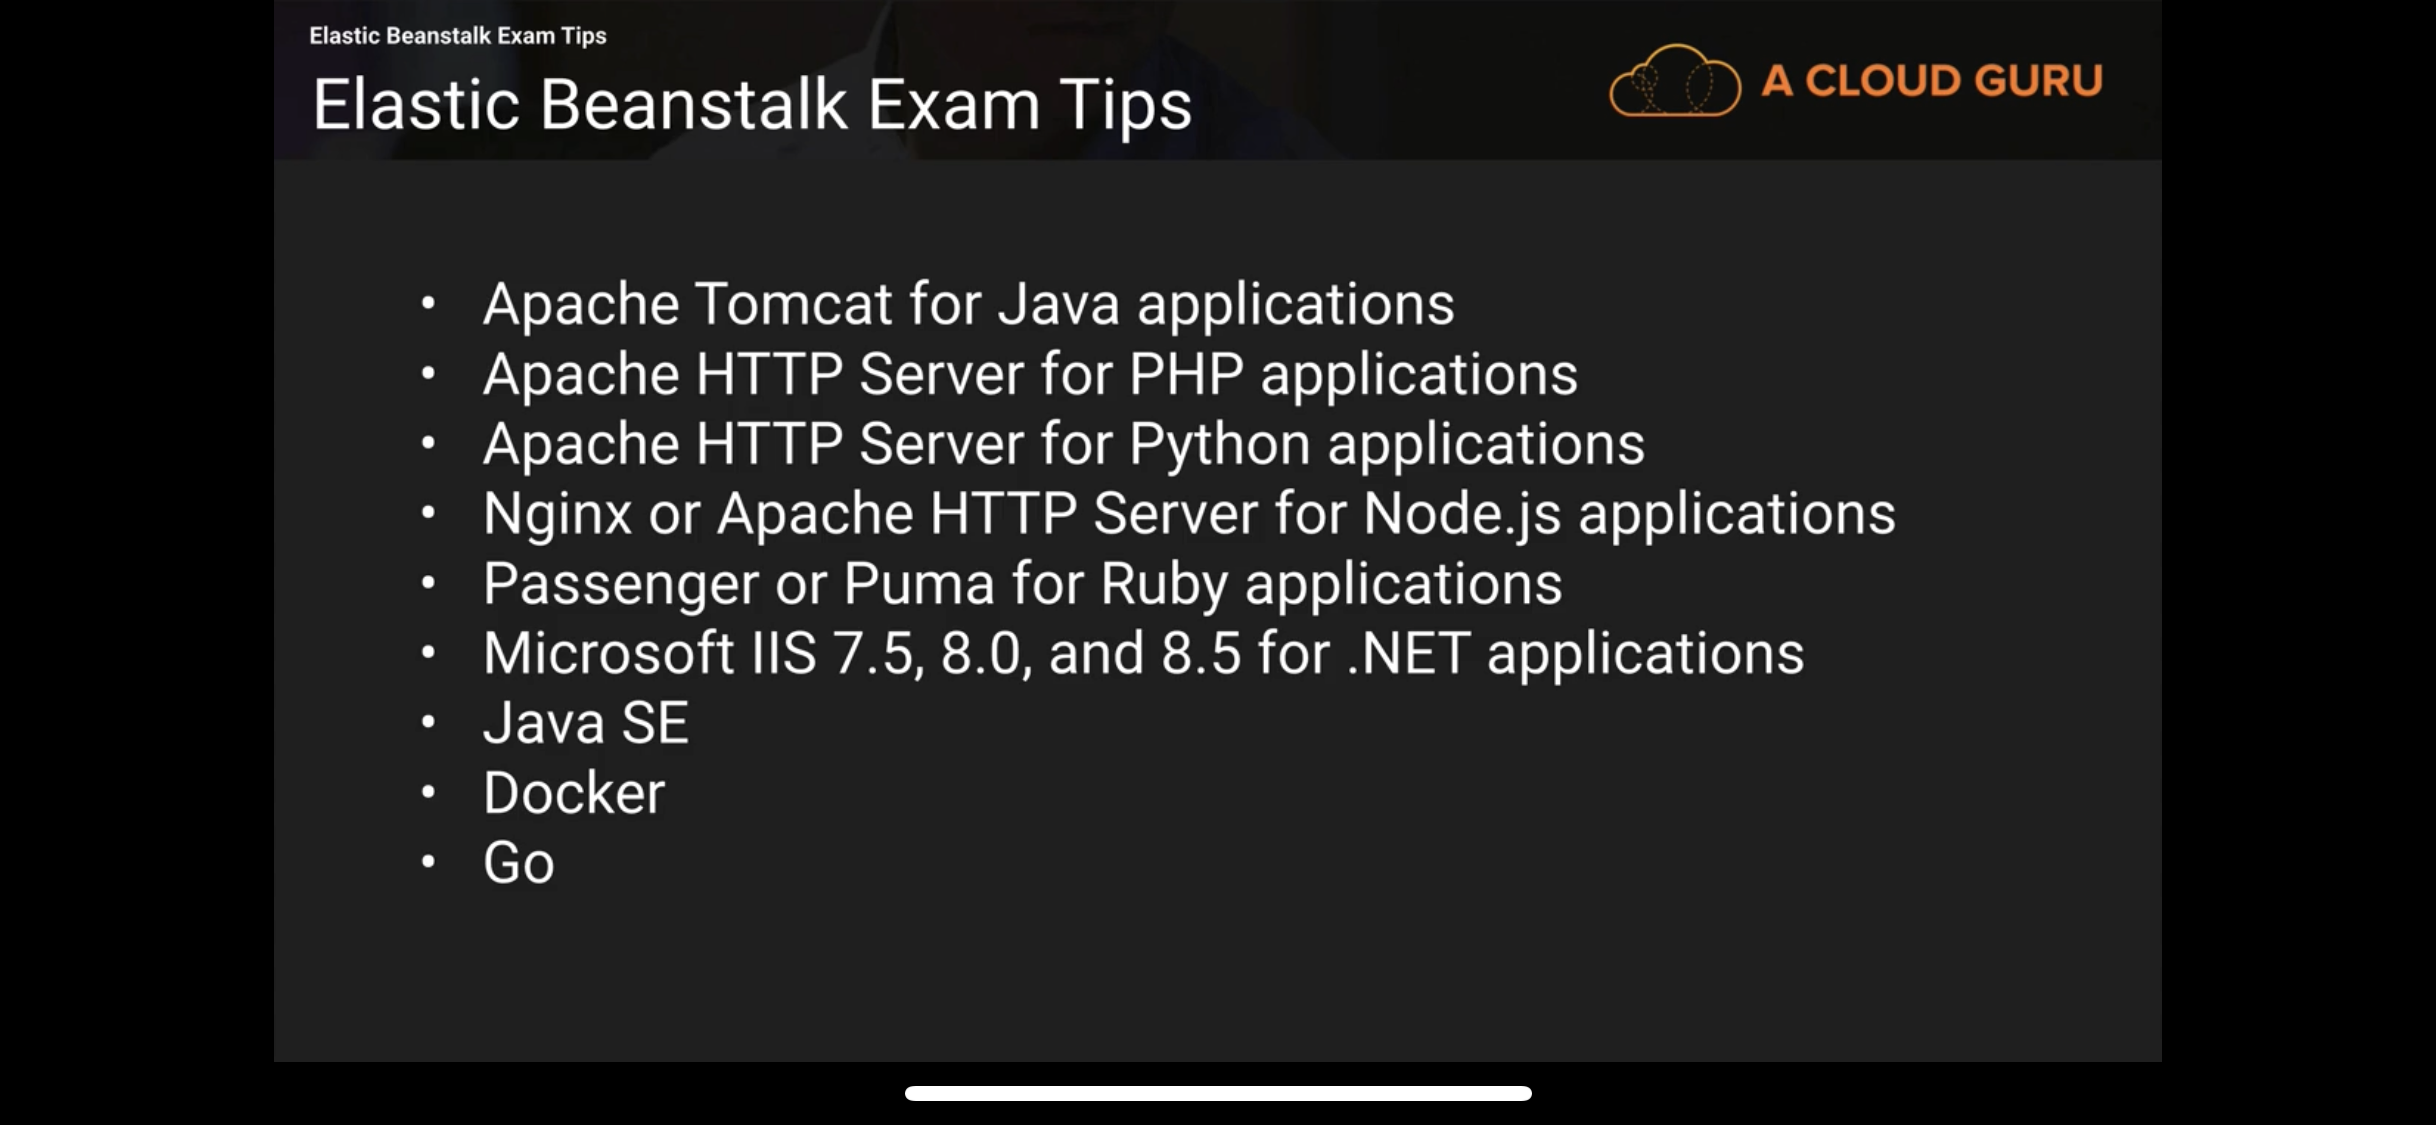 Elastic Beanstalk Exam Tips
Elastic Beanstalk Exam Tips
A CLOUD GURU
• Apache Tomcat for Java applications
• Apache HTTP Server for PHP applications
• Apache HTTP Server for Python applications
• Nginx or Apache HTTP Server for Node.js applications
• Passenger or Puma for Ruby applications
• Microsoft IIS 7.5, 8.0, and 8.5 for .NET applications
• Java SE
• Docker
• Go